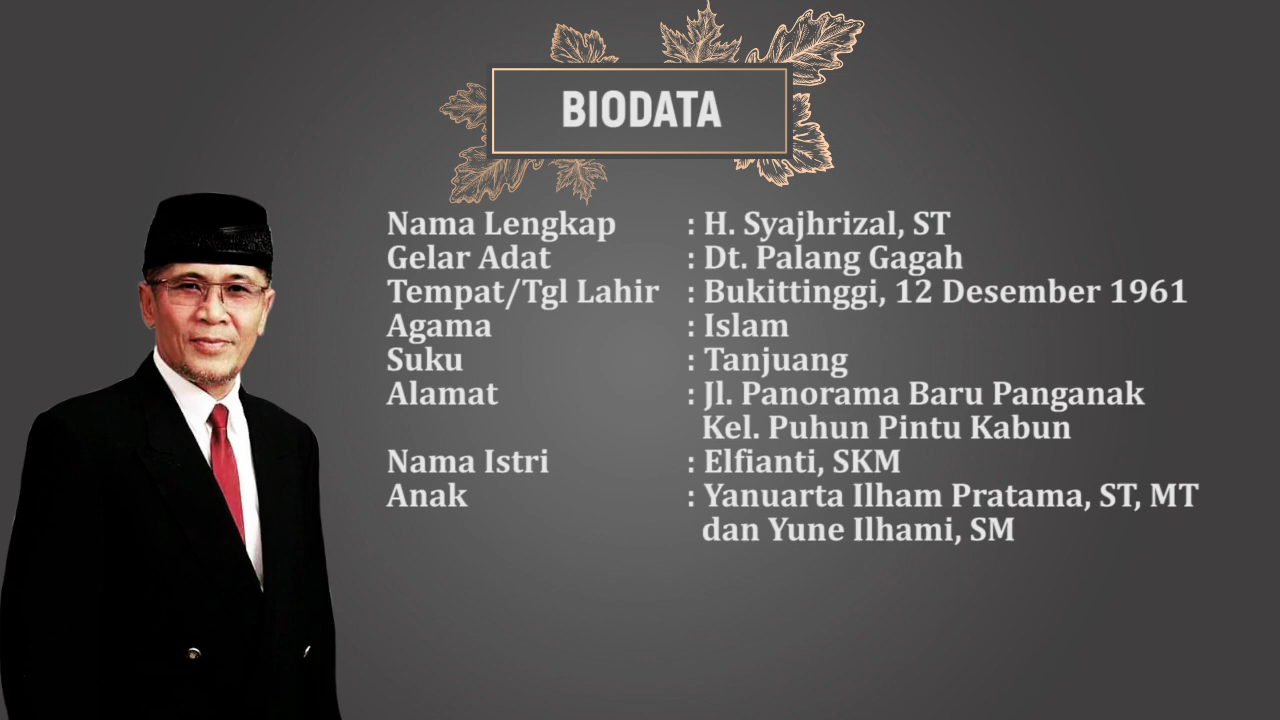 BIODATA
Nama Lengkap : H. Syajhrizal, ST
Gelar Adat : Dt. Palang Gagah
Tempat/Tgl Lahir : Bukittinggi, 12 Desember 1961
Agama : Islam
Suku : Tanjuang
Alamat : Jl. Panorama Baru Panganak
Kel. Puhun Pintu Kabun
Nama Istri : Elfianti, SKM
Anak : Yanuarta Ilham Pratama, ST, MT
dan Yune Ilhami, SM